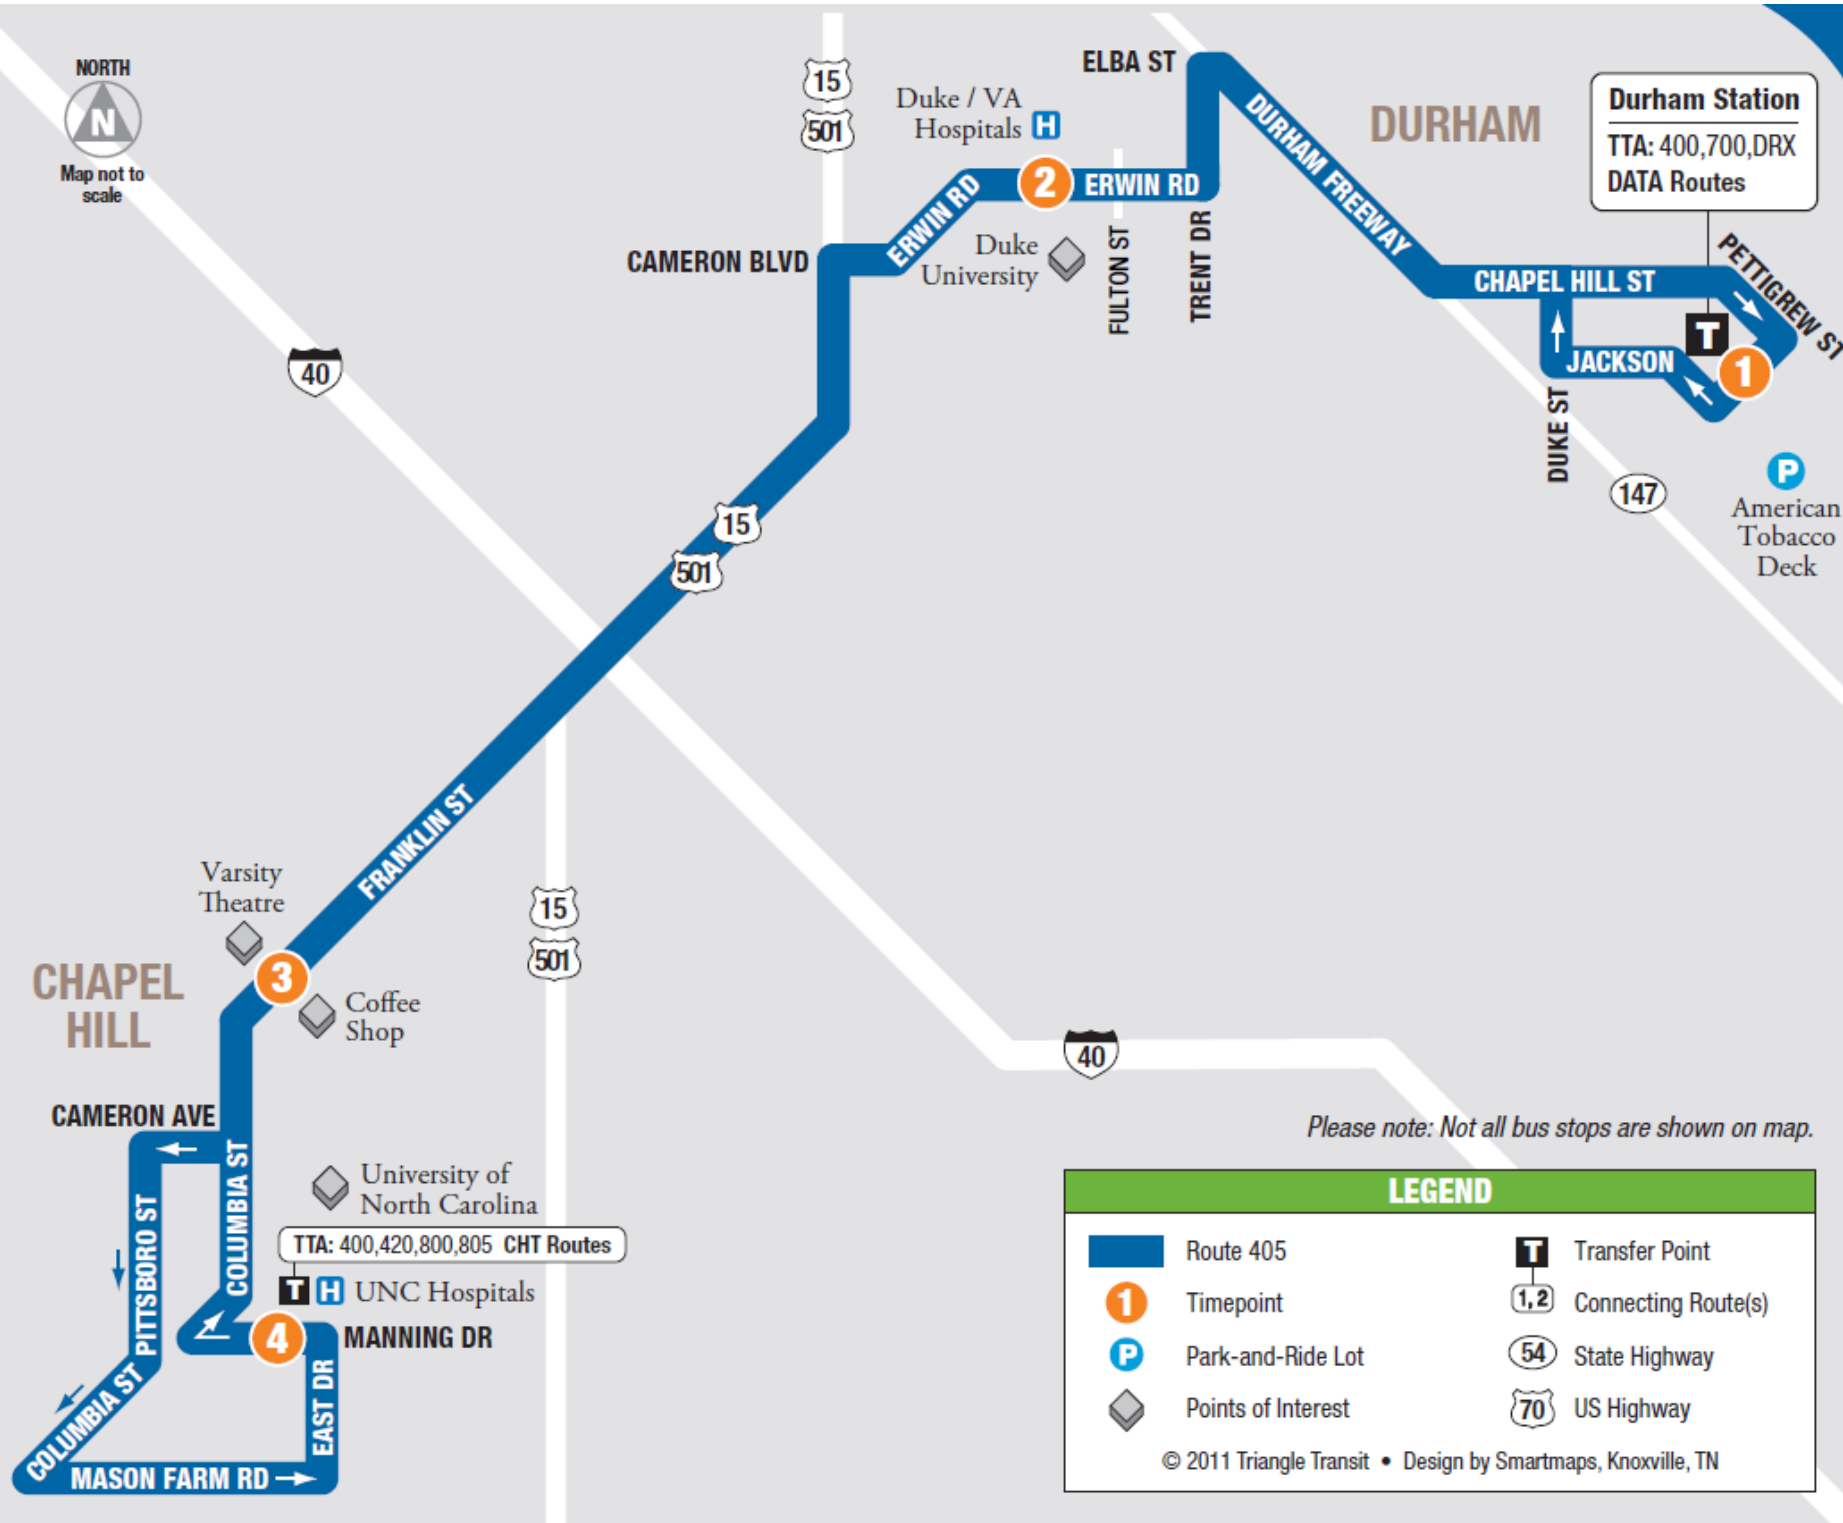 NORTH
N
Map not to
scale
15
501
ELBA ST
Duke / VA
Hospitals H
DURHAM
DURHAM FREEWAY
Durham Station
TTA: 400,700,DRX
DATA Routes
2
ERWIN RD
ERWIN RD
CAMERON BLVD
Duke
University
FULTON ST
TRENT DR
CHAPEL HILL ST
PETTIGREW ST
T
1
JACKSON
DUKE ST
40
147
P
American
Tobacco
Deck
15
501
FRANKLIN ST
Varsity
Theatre
15
501
3
CHAPEL
HILL
Coffee
Shop
40
CAMERON AVE
COLUMBIA ST
PITTSBORO ST
University of
North Carolina
TTA: 400,420,800,805 CHT Routes
T H UNC Hospitals
4
MANNING DR
EAST DR
COLUMBIA ST
MASON FARM RD
Please note: Not all bus stops are shown on map.
LEGEND
Route 405
T Transfer Point
1 Timepoint
1, 2 Connecting Route(s)
P Park-and-Ride Lot
54 State Highway
Points of Interest
70 US Highway
© 2011 Triangle Transit • Design by Smartmaps, Knoxville, TN